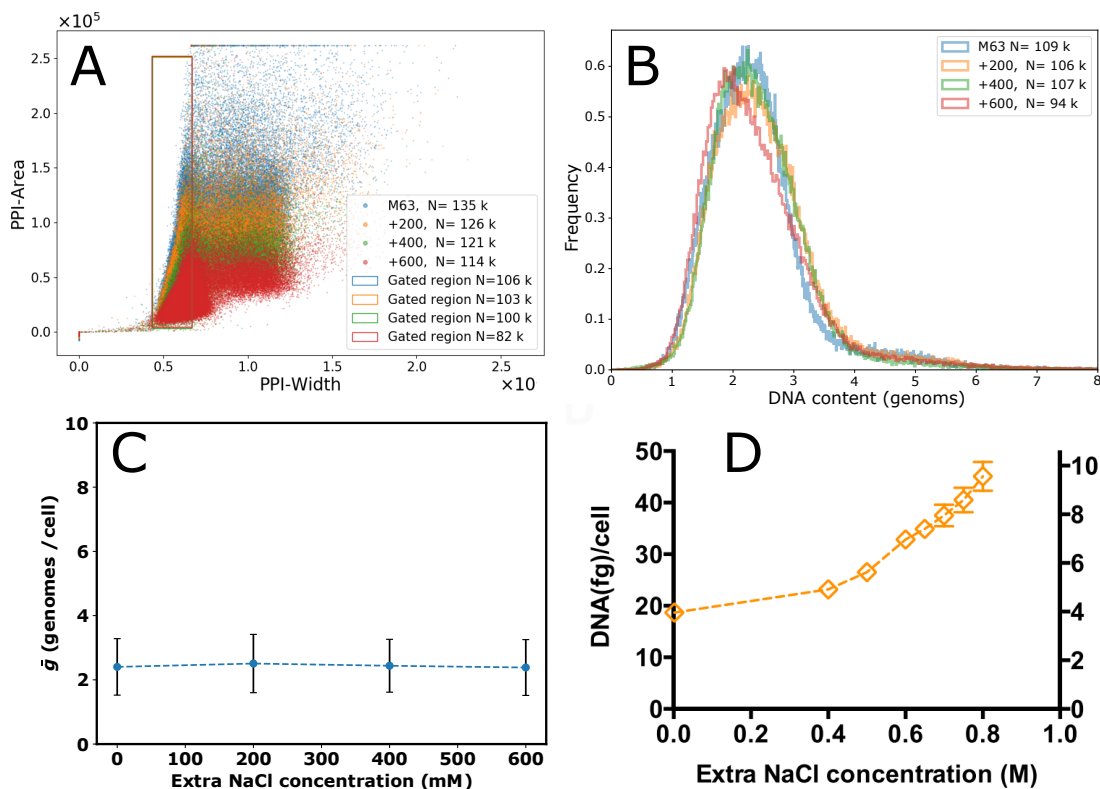 ×10⁵
A
2.5
2.0
1.5
1.0
0.5
0.0
PPI-Area
M63, N= 135 k
+200, N= 126 k
+400, N= 121 k
+600, N= 114 k
Gated region N=106 k
Gated region N=103 k
Gated region N=100 k
Gated region N=82 k
0.0 0.5 1.0 1.5 2.0 2.5
PPI-Width
×10
B
M63 N= 109 k
+200, N= 106 k
+400, N= 107 k
+600, N= 94 k
0.6
0.5
0.4
0.3
0.2
0.1
0.0
Frequency
0 1 2 3 4 5 6 7 8
DNA content (genoms)
C
10
8
6
4
2
0
ḡ (genomes /cell)
0 100 200 300 400 500 600
Extra NaCl concentration (mM)
D
50
40
30
20
10
0
DNA(fg)/cell
10
8
6
4
2
0
0.0 0.2 0.4 0.6 0.8 1.0
Extra NaCl concentration (M)